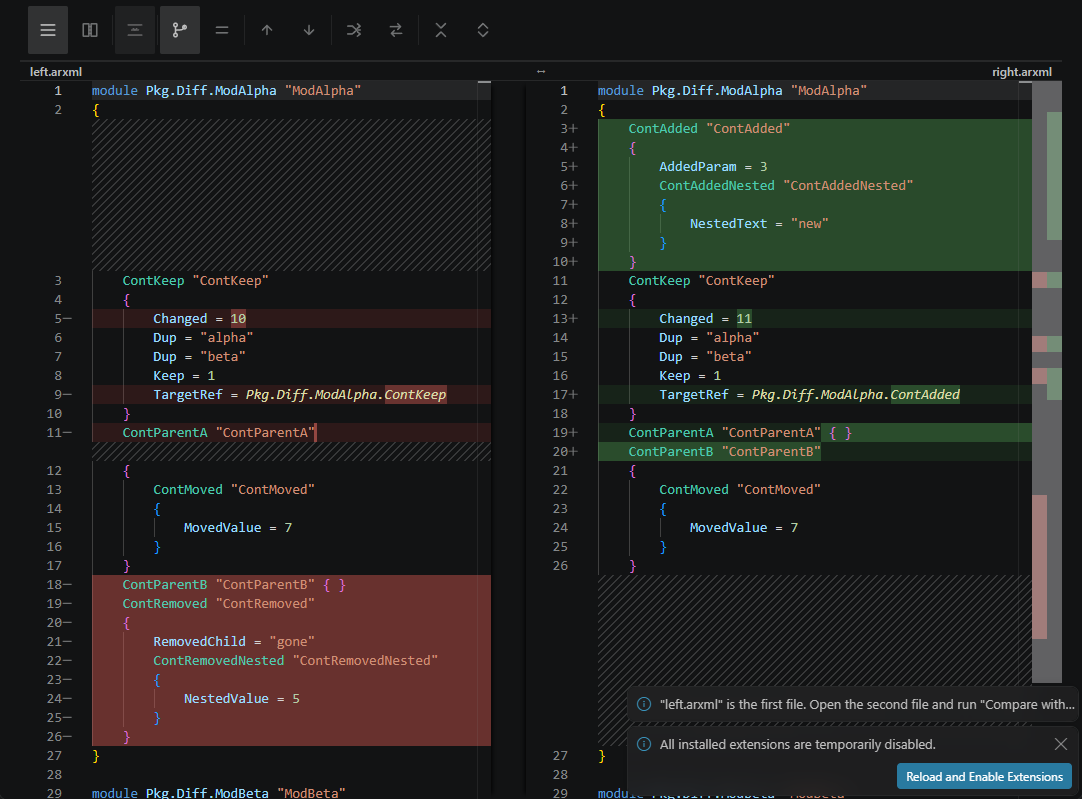 left.arxml
right.arxml
1 module Pkg.Diff.ModAlpha "ModAlpha"
2 {
3 ContKeep "ContKeep"
4 {
5− Changed = 10
6 Dup = "alpha"
7 Dup = "beta"
8 Keep = 1
9− TargetRef = Pkg.Diff.ModAlpha.ContKeep
10 }
11− ContParentA "ContParentA"
12 {
13 ContMoved "ContMoved"
14 {
15 MovedValue = 7
16 }
17 }
18− ContParentB "ContParentB" { }
19− ContRemoved "ContRemoved"
20− {
21− RemovedChild = "gone"
22− ContRemovedNested "ContRemovedNested"
23− {
24− NestedValue = 5
25− }
26− }
27 }
28
29 module Pkg.Diff.ModBeta "ModBeta"
1 module Pkg.Diff.ModAlpha "ModAlpha"
2 {
3+ ContAdded "ContAdded"
4+ {
5+ AddedParam = 3
6+ ContAddedNested "ContAddedNested"
7+ {
8+ NestedText = "new"
9+ }
10+ }
11 ContKeep "ContKeep"
12 {
13+ Changed = 11
14 Dup = "alpha"
15 Dup = "beta"
16 Keep = 1
17+ TargetRef = Pkg.Diff.ModAlpha.ContAdded
18 }
19+ ContParentA "ContParentA" { }
20+ ContParentB "ContParentB"
21 {
22 ContMoved "ContMoved"
23 {
24 MovedValue = 7
25 }
26 }
27 }
28
29
"left.arxml" is the first file. Open the second file and run "Compare with...
All installed extensions are temporarily disabled.
Reload and Enable Extensions